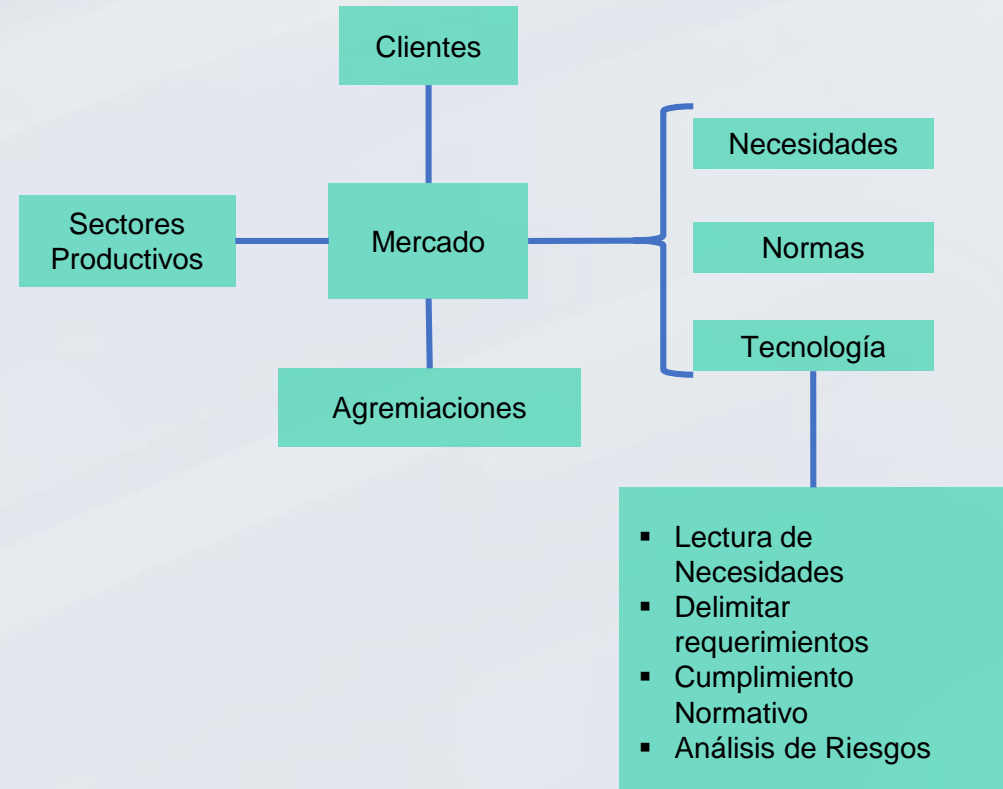 Clientes
Necesidades
Sectores
Productivos
Mercado
Normas
Tecnología
Agremiaciones
▪ Lectura de
Necesidades
▪ Delimitar
requerimientos
▪ Cumplimiento
Normativo
▪ Análisis de Riesgos